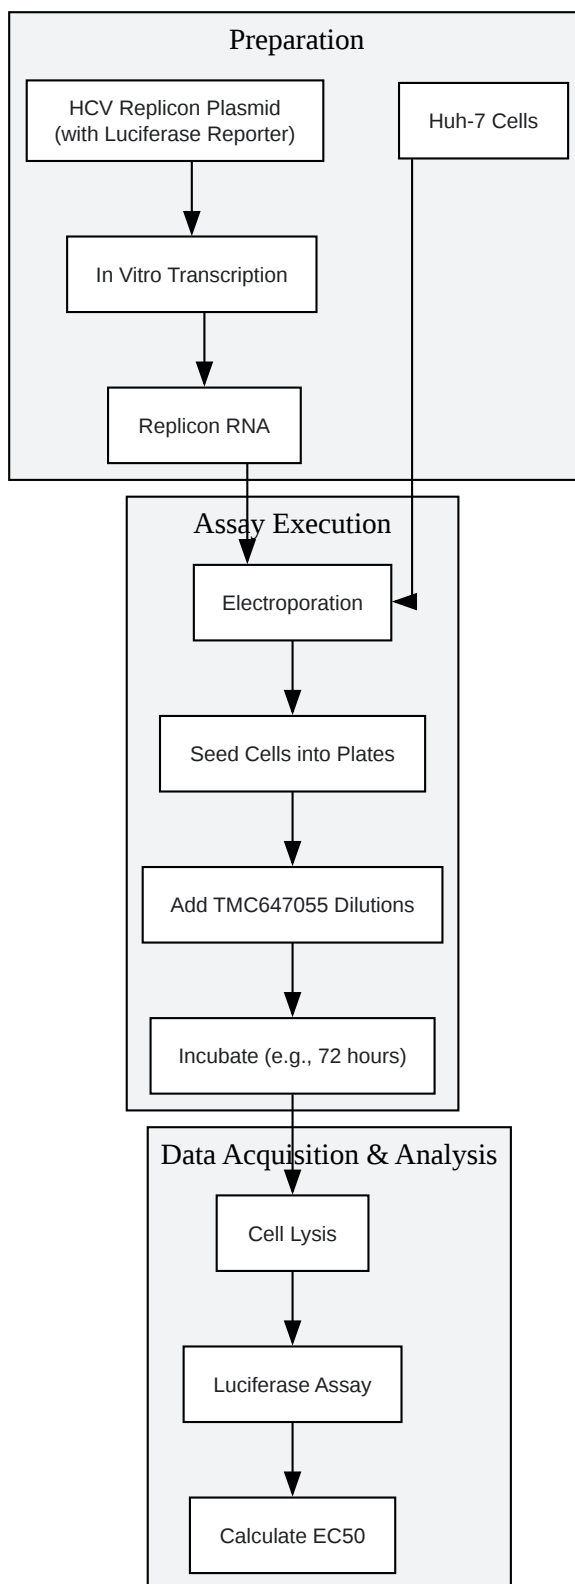 Preparation
HCV Replicon Plasmid
(with Luciferase Reporter)
Huh-7 Cells
In Vitro Transcription
Replicon RNA
Assay Execution
Electroporation
Seed Cells into Plates
Add TMC647055 Dilutions
Incubate (e.g., 72 hours)
Data Acquisition & Analysis
Cell Lysis
Luciferase Assay
Calculate EC50